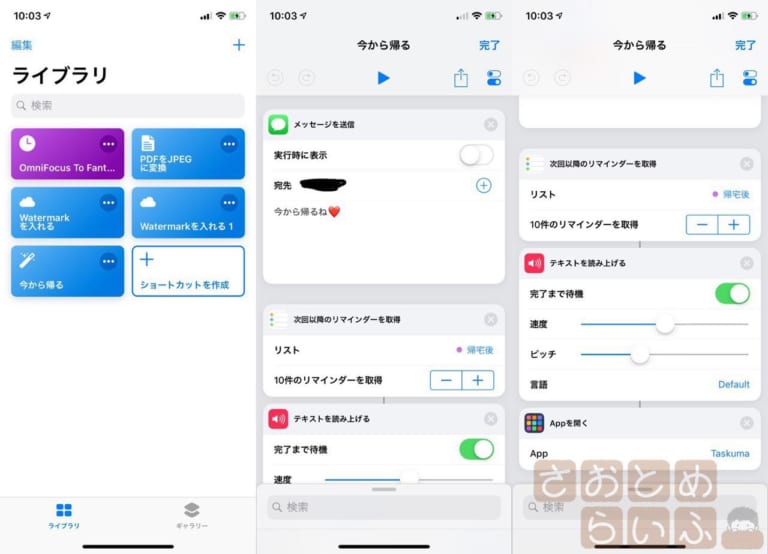 10:03
編集
ライブラリ
検索
OmniFocus To Fant...
PDFをJPEG
に変換
Watermark
を入れる
Watermarkを入れる 1
今から帰る
ショートカットを作成
ライブラリ
ギャラリー
10:03
今から帰る
完了
メッセージを送信
実行時に表示
宛先
今から帰るね❤️
次回以降のリマインダーを取得
リスト
帰宅後
10件のリマインダーを取得
テキストを読み上げる
完了まで待機
速度
検索
10:03
今から帰る
完了
次回以降のリマインダーを取得
リスト
帰宅後
10件のリマインダーを取得
テキストを読み上げる
完了まで待機
速度
ピッチ
言語
Default
Appを開く
App
Taskuma
検索
さおとめ
らいふ